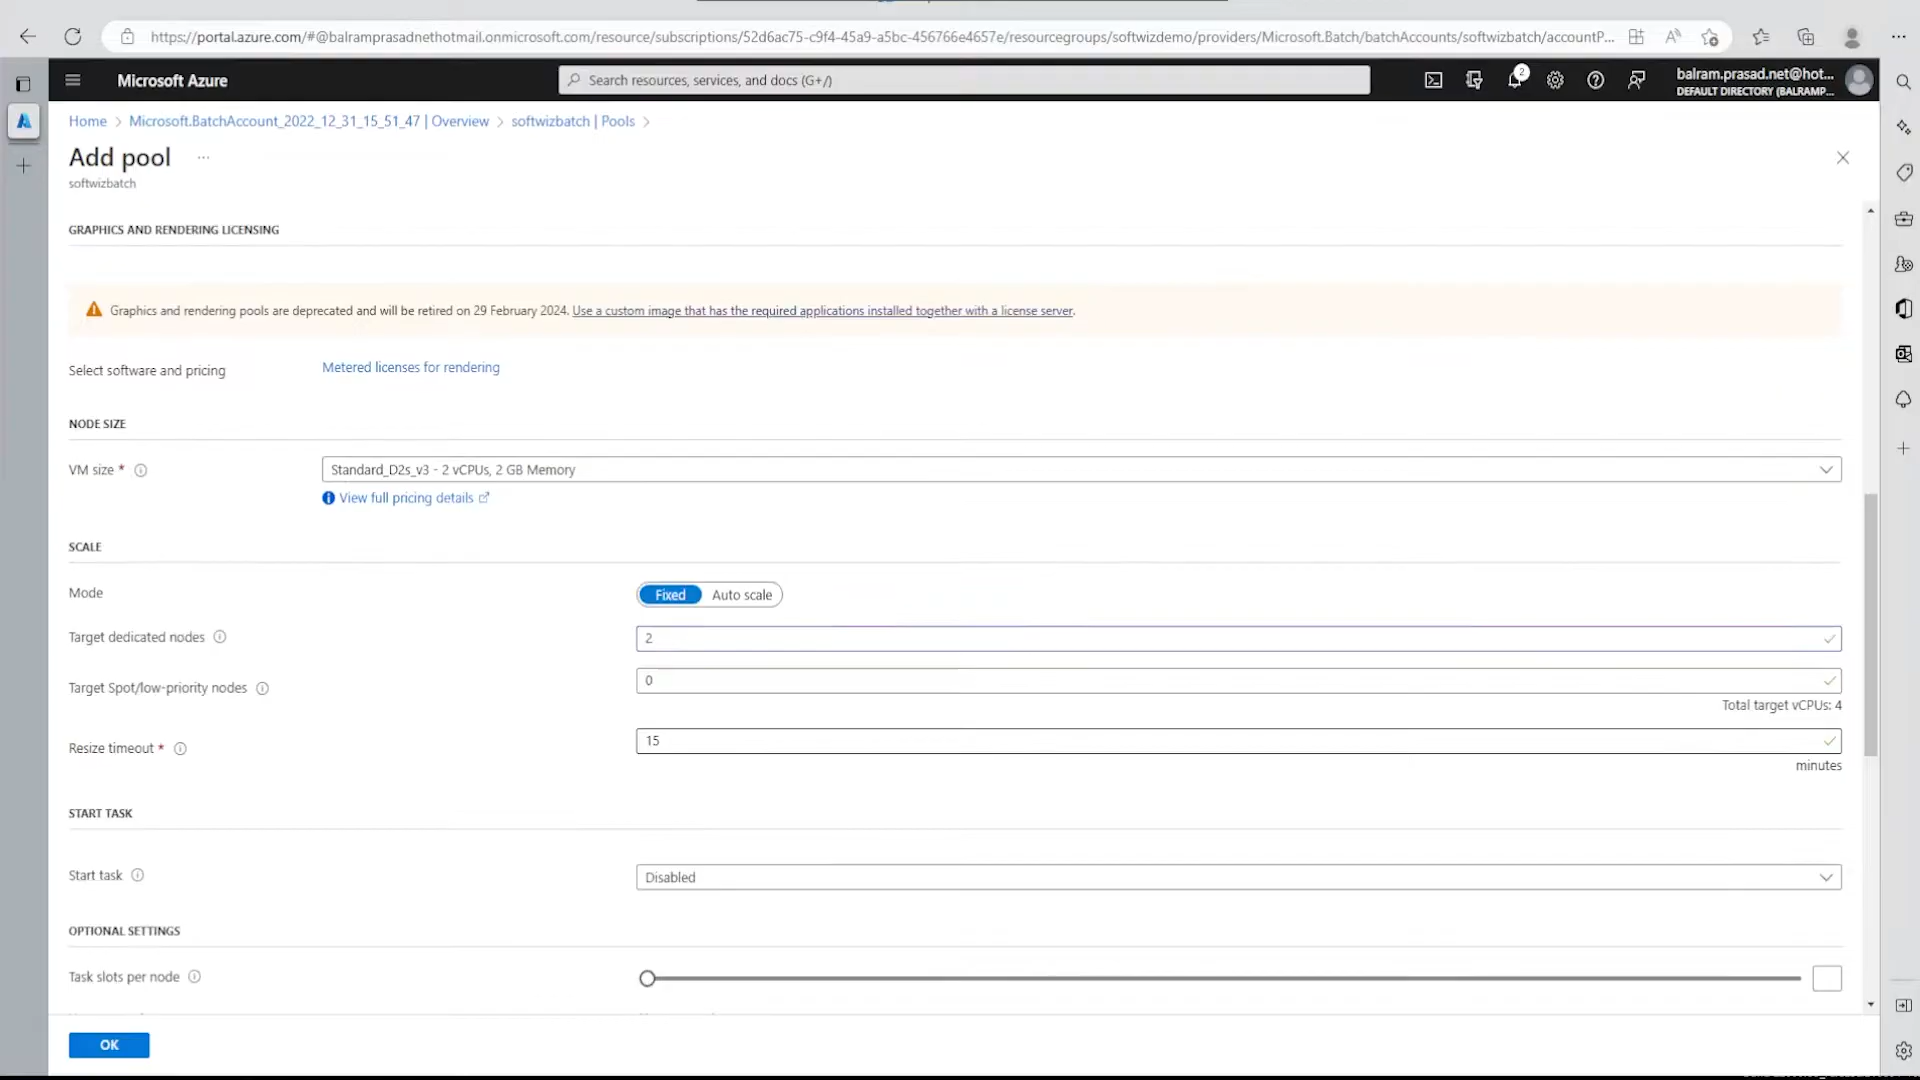 https://portal.azure.com/#@balramprasadnethotmail.onmicrosoft.com/resource/subscriptions/52d6ac75-c9f4-45a9-a5bc-456766e4657e/resourcegroups/softwizdemo/providers/Microsoft.Batch/batchAccounts/softwizbatch/accountP...
Microsoft Azure
Search resources, services, and docs (G+/)
2
balram.prasad.net@hot...
DEFAULT DIRECTORY (BALRAMP...
Home > Microsoft.BatchAccount_2022_12_31_15_51_47 | Overview > softwizbatch | Pools >
Add pool ...
softwizbatch
GRAPHICS AND RENDERING LICENSING
Graphics and rendering pools are deprecated and will be retired on 29 February 2024. Use a custom image that has the required applications installed together with a license server.
Select software and pricing
Metered licenses for rendering
NODE SIZE
VM size *
Standard_D2s_v3 - 2 vCPUs, 2 GB Memory
View full pricing details
SCALE
Mode
Fixed
Auto scale
Target dedicated nodes
2
Target Spot/low-priority nodes
0
Total target vCPUs: 4
Resize timeout *
15
minutes
START TASK
Start task
Disabled
OPTIONAL SETTINGS
Task slots per node
OK